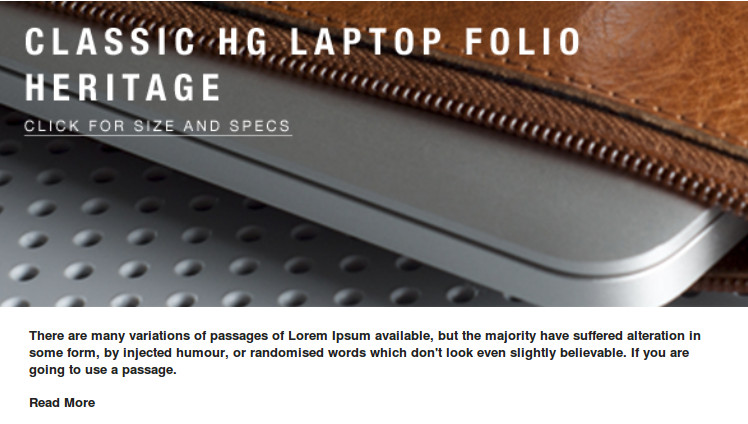 CLASSIC HG LAPTOP FOLIO
HERITAGE
CLICK FOR SIZE AND SPECS
There are many variations of passages of Lorem Ipsum available, but the majority have suffered alteration in
some form, by injected humour, or randomised words which don't look even slightly believable. If you are
going to use a passage.
Read More